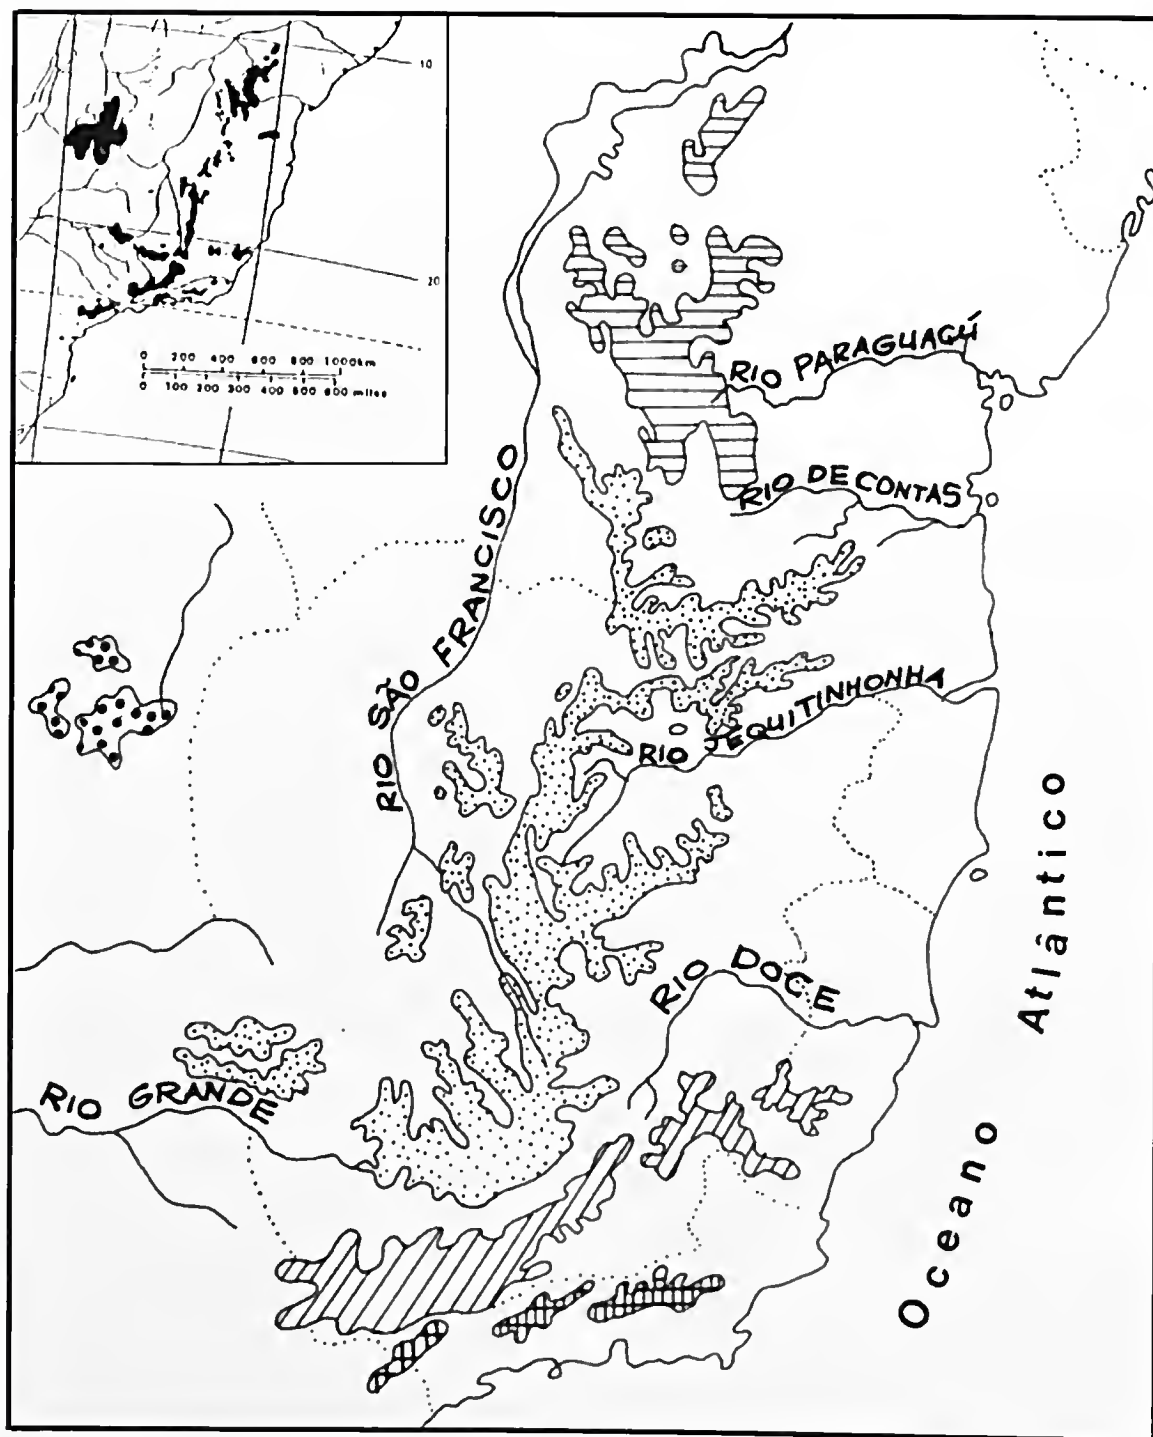 10
20
0 200 400 600 800 1000km
0 100 200 300 400 500 600 miles
RIO PARAGUAÇÚ
RIO DE CONTAS
RIO SÃO FRANCISCO
RIO JEQUITINHONHA
RIO DOCE
RIO GRANDE
Oceano Atlântico